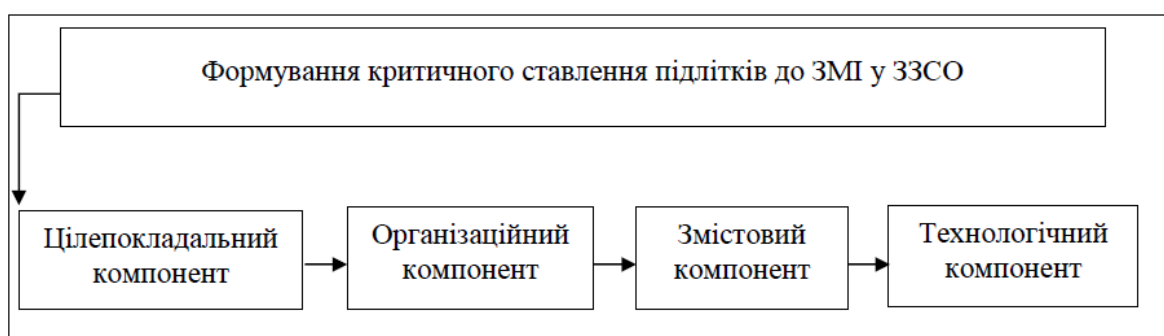 Формування критичного ставлення підлітків до ЗМІ у ЗЗСО
Цілепокладальний
компонент
Організаційний
компонент
Змістовий
компонент
Технологічний
компонент